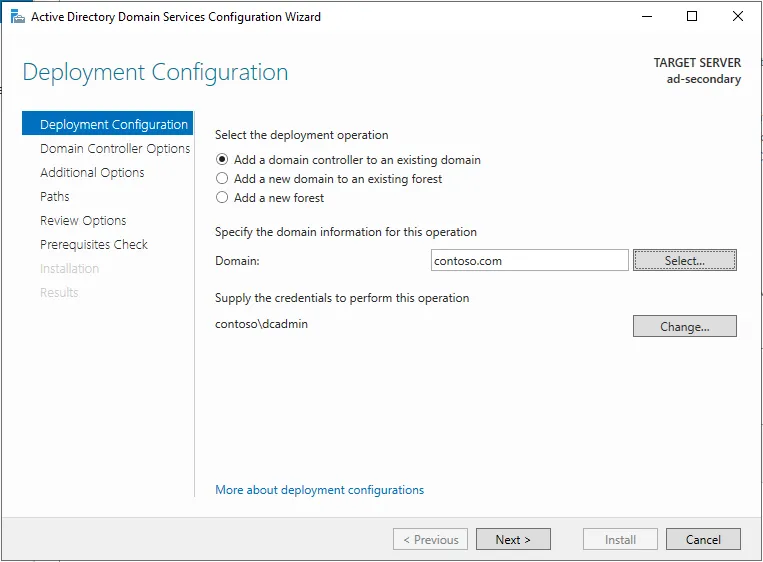 Active Directory Domain Services Configuration Wizard
Deployment Configuration
TARGET SERVER
ad-secondary
Deployment Configuration
Domain Controller Options
Additional Options
Paths
Review Options
Prerequisites Check
Installation
Results
Select the deployment operation
Add a domain controller to an existing domain
Add a new domain to an existing forest
Add a new forest
Specify the domain information for this operation
Domain: contoso.com Select...
Supply the credentials to perform this operation
contoso\dcadmin Change...
More about deployment configurations
< Previous Next > Install Cancel